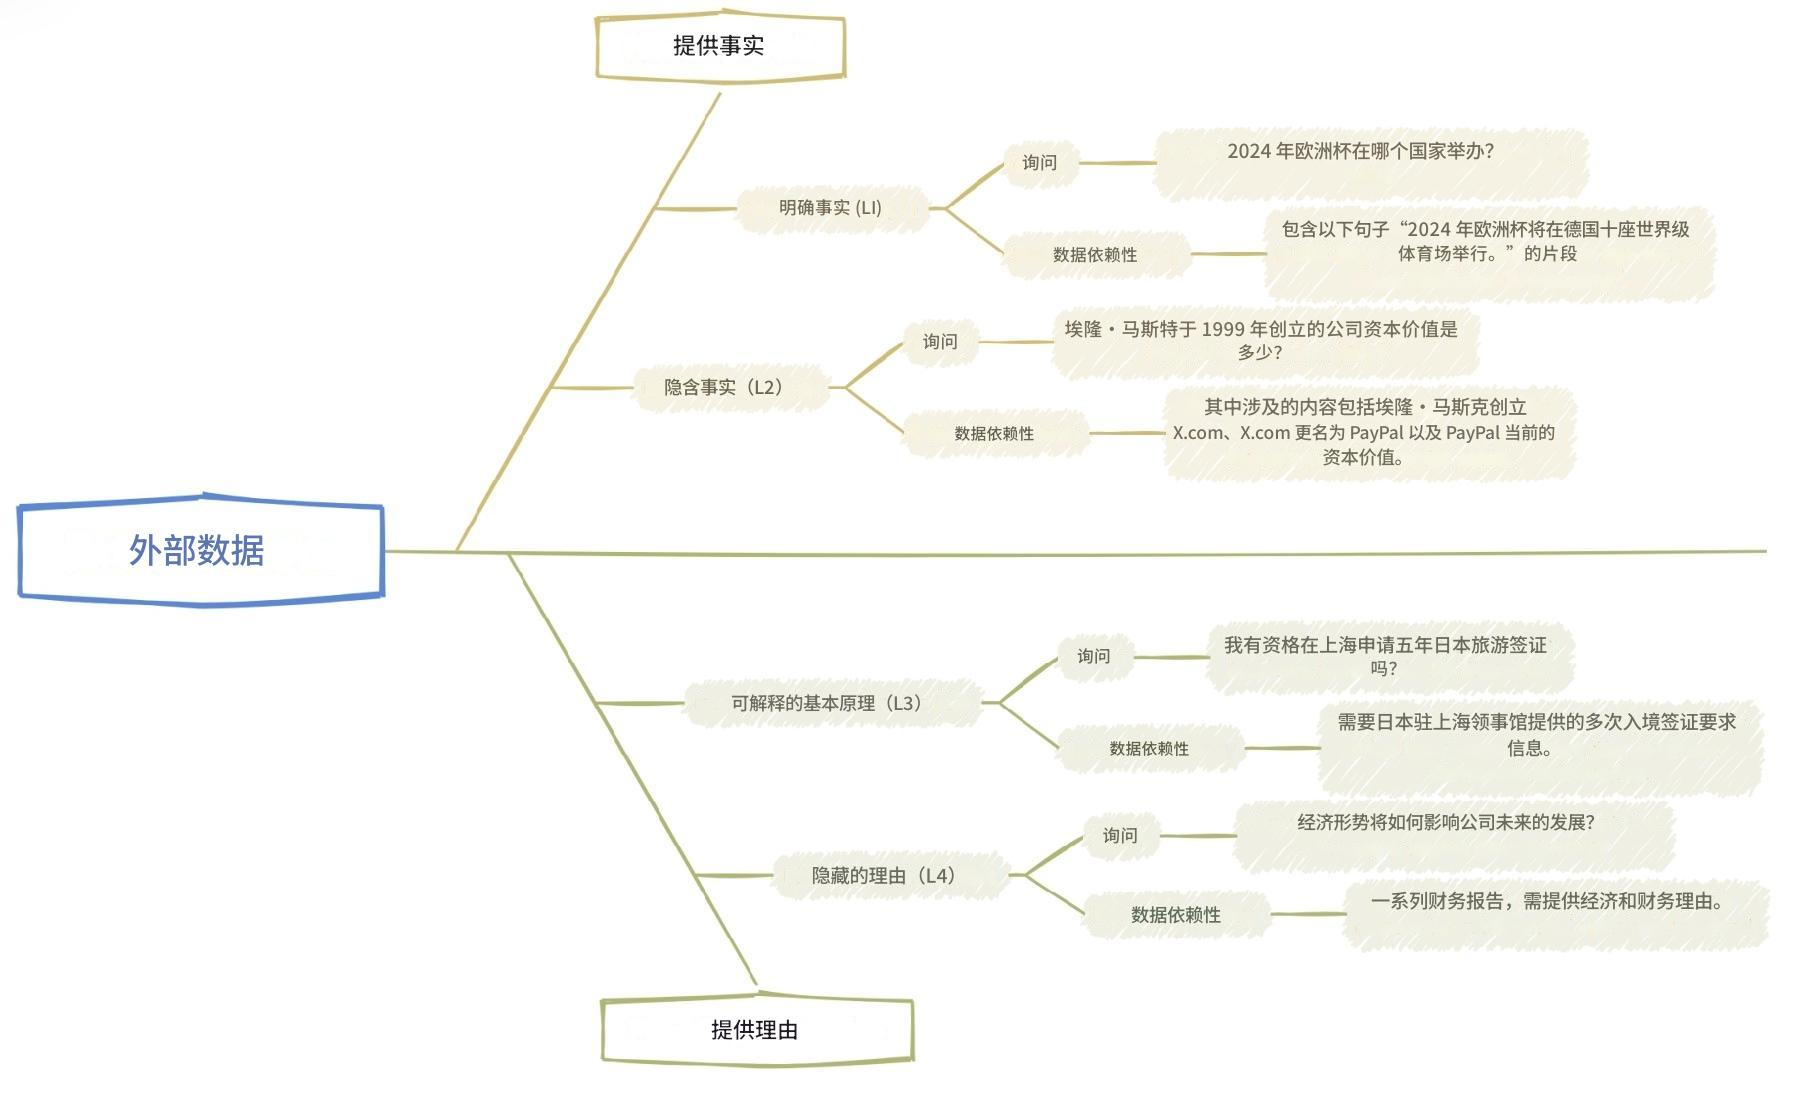 提供事实
询问
2024 年欧洲杯在哪个国家举办？
明确事实 (LI)
数据依赖性
包含以下句子“2024 年欧洲杯将在德国十座世界级
体育场举行。”的片段
询问
埃隆·马斯特于 1999 年创立的公司资本价值是
多少？
隐含事实（L2）
数据依赖性
其中涉及的内容包括埃隆·马斯克创立
X.com、X.com 更名为 PayPal 以及 PayPal 当前的
资本价值。
外部数据
询问
我有资格在上海申请五年日本旅游签证
吗？
可解释的基本原理（L3）
数据依赖性
需要日本驻上海领事馆提供的多次入境签证要求
信息。
询问
经济形势将如何影响公司未来的发展？
隐藏的理由（L4）
数据依赖性
一系列财务报告，需提供经济和财务理由。
提供理由